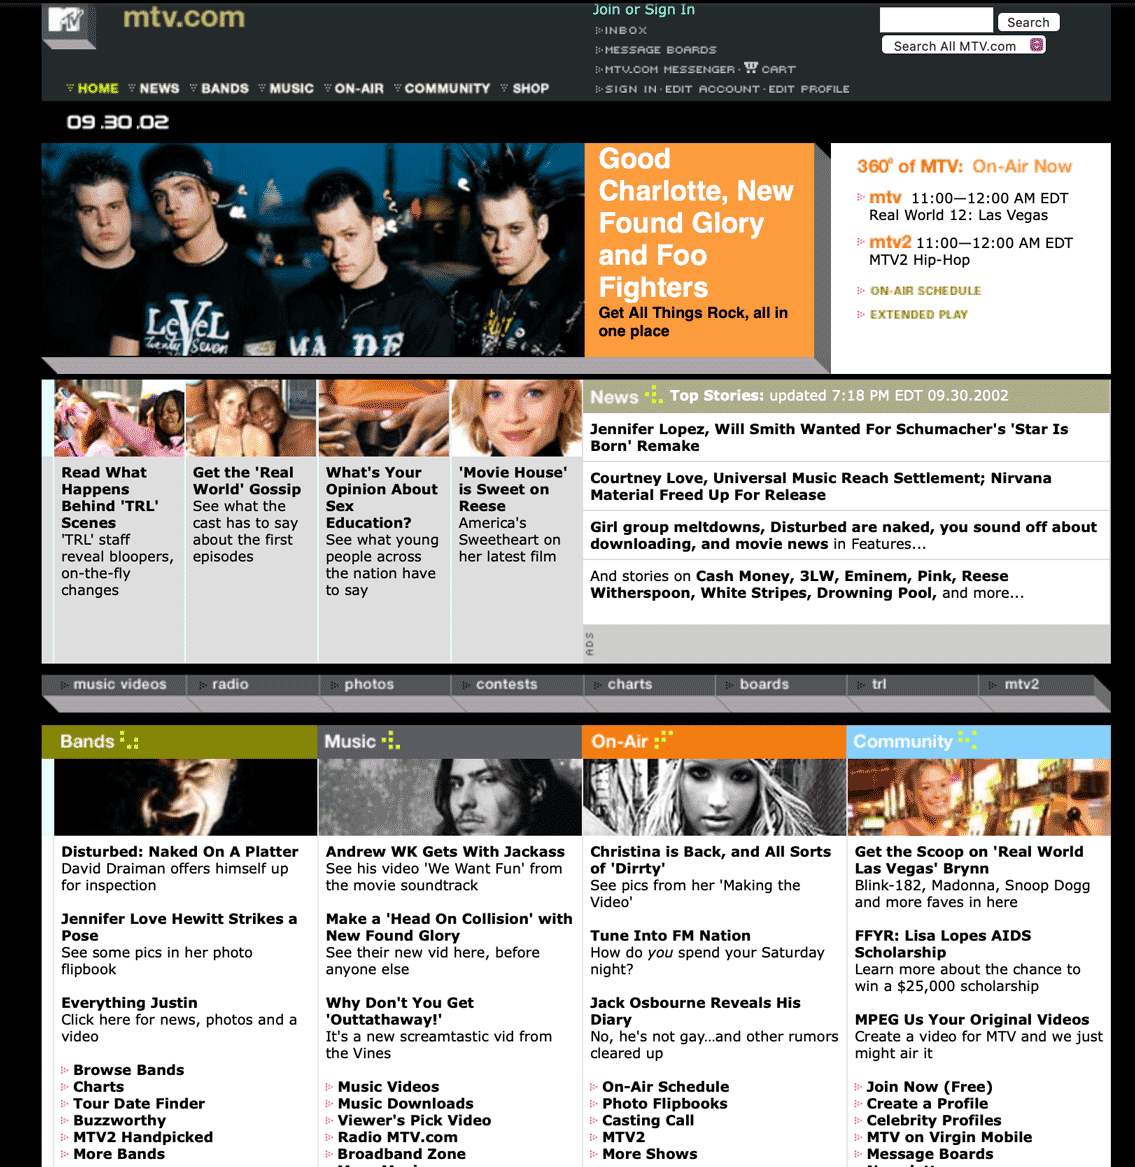 MTV
mtv.com
Join or Sign In
INBOX
MESSAGE BOARDS
MTV.COM MESSENGER · CART
SIGN IN · EDIT ACCOUNT · EDIT PROFILE
Search
Search All MTV.com
HOME NEWS BANDS MUSIC ON-AIR COMMUNITY SHOP
09.30.02
LeVeL
Twenty Seven
MA DE
Good
Charlotte, New
Found Glory
and Foo
Fighters
Get All Things Rock, all in
one place
360° of MTV: On-Air Now
mtv 11:00—12:00 AM EDT
Real World 12: Las Vegas
mtv2 11:00—12:00 AM EDT
MTV2 Hip-Hop
ON-AIR SCHEDULE
EXTENDED PLAY
Read What
Happens
Behind 'TRL'
Scenes
'TRL' staff
reveal bloopers,
on-the-fly
changes
Get the 'Real
World' Gossip
See what the
cast has to say
about the first
episodes
What's Your
Opinion About
Sex
Education?
See what young
people across
the nation have
to say
'Movie House'
is Sweet on
Reese
America's
Sweetheart on
her latest film
News Top Stories: updated 7:18 PM EDT 09.30.2002
Jennifer Lopez, Will Smith Wanted For Schumacher's 'Star Is
Born' Remake
Courtney Love, Universal Music Reach Settlement; Nirvana
Material Freed Up For Release
Girl group meltdowns, Disturbed are naked, you sound off about
downloading, and movie news in Features...
And stories on Cash Money, 3LW, Eminem, Pink, Reese
Witherspoon, White Stripes, Drowning Pool, and more...
ADS
music videos radio photos contests charts boards trl mtv2
Bands
Disturbed: Naked On A Platter
David Draiman offers himself up
for inspection
Jennifer Love Hewitt Strikes a
Pose
See some pics in her photo
flipbook
Everything Justin
Click here for news, photos and a
video
Browse Bands
Charts
Tour Date Finder
Buzzworthy
MTV2 Handpicked
More Bands
Music
Andrew WK Gets With Jackass
See his video 'We Want Fun' from
the movie soundtrack
Make a 'Head On Collision' with
New Found Glory
See their new vid here, before
anyone else
Why Don't You Get
'Outtathaway!'
It's a new screamtastic vid from
the Vines
Music Videos
Music Downloads
Viewer's Pick Video
Radio MTV.com
Broadband Zone
On-Air
Christina is Back, and All Sorts
of 'Dirrty'
See pics from her 'Making the
Video'
Tune Into FM Nation
How do you spend your Saturday
night?
Jack Osbourne Reveals His
Diary
No, he's not gay...and other rumors
cleared up
On-Air Schedule
Photo Flipbooks
Casting Call
MTV2
More Shows
Community
Get the Scoop on 'Real World
Las Vegas' Brynn
Blink-182, Madonna, Snoop Dogg
and more faves in here
FFYR: Lisa Lopes AIDS
Scholarship
Learn more about the chance to
win a $25,000 scholarship
MPEG Us Your Original Videos
Create a video for MTV and we just
might air it
Join Now (Free)
Create a Profile
Celebrity Profiles
MTV on Virgin Mobile
Message Boards